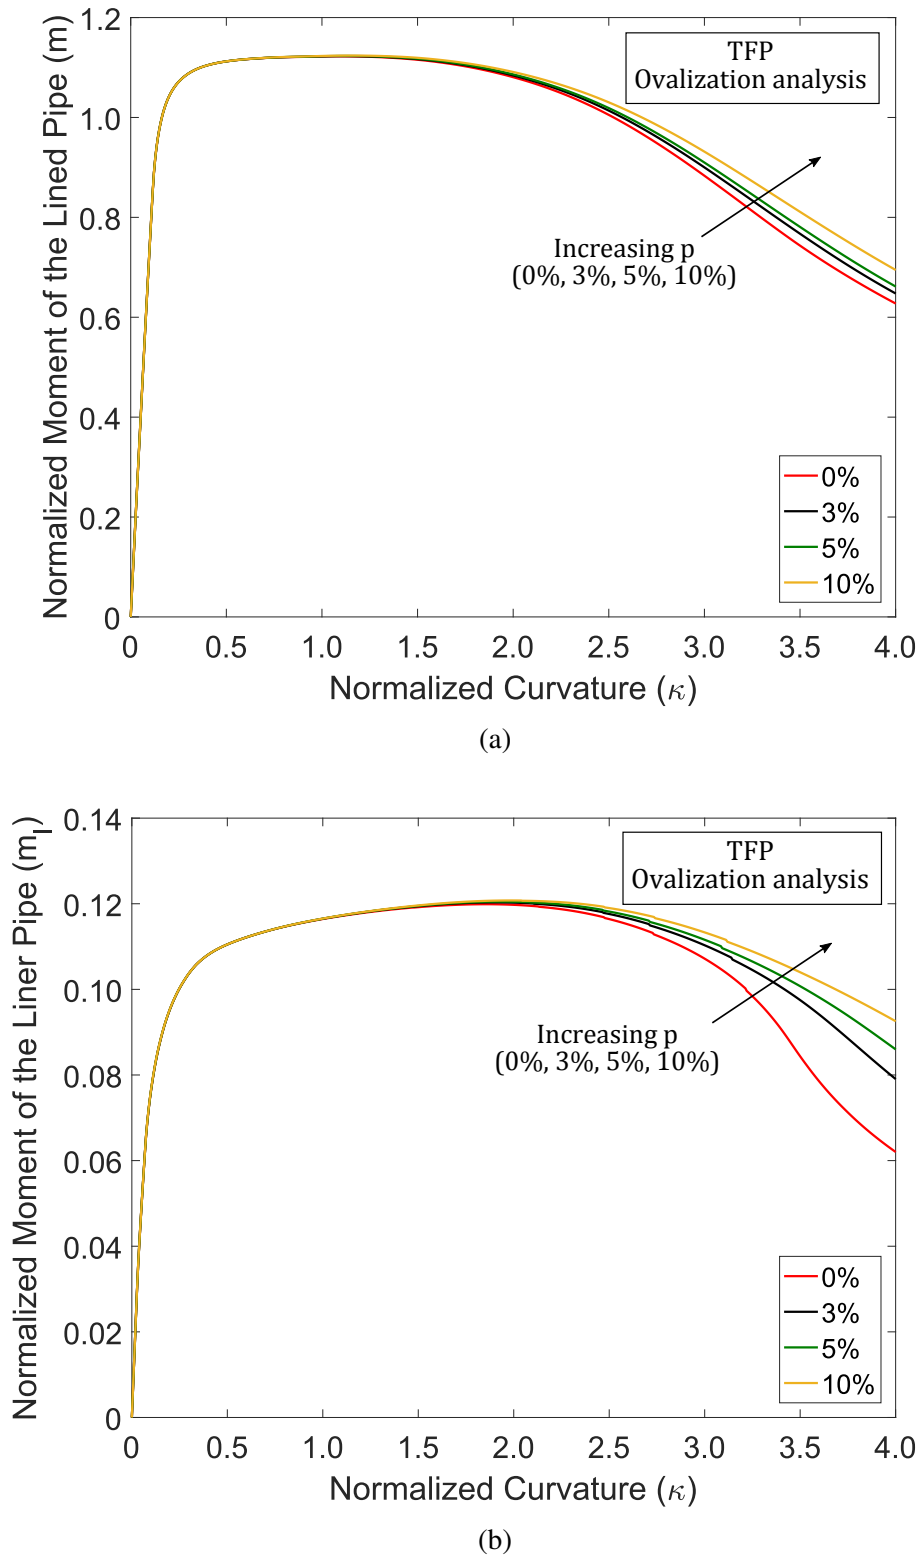 1.2
1.0
0.8
0.6
0.4
0.2
0
Normalized Moment of the Lined Pipe (m)
TFP
Ovalization analysis
Increasing p
(0%, 3%, 5%, 10%)
0%
3%
5%
10%
0 0.5 1.0 1.5 2.0 2.5 3.0 3.5 4.0
Normalized Curvature (κ)
(a)
0.14
0.12
0.10
0.08
0.06
0.04
0.02
0
Normalized Moment of the Liner Pipe (m_l)
TFP
Ovalization analysis
Increasing p
(0%, 3%, 5%, 10%)
0%
3%
5%
10%
0 0.5 1.0 1.5 2.0 2.5 3.0 3.5 4.0
Normalized Curvature (κ)
(b)